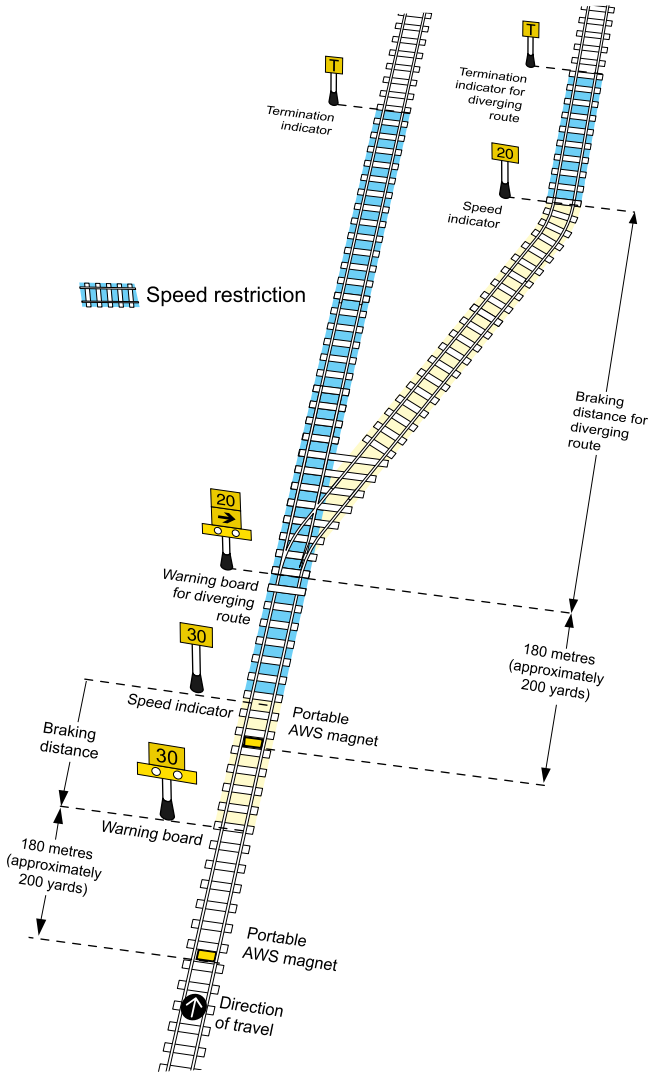 T
T
Termination
indicator for
diverging
route
Termination
indicator
20
Speed
indicator
Speed restriction
Braking
distance for
diverging
route
20
Warning board
for diverging
route
30
180 metres
(approximately
200 yards)
Speed indicator
Portable
AWS magnet
Braking
distance
30
Warning board
180 metres
(approximately
200 yards)
Portable
AWS magnet
Direction
of travel